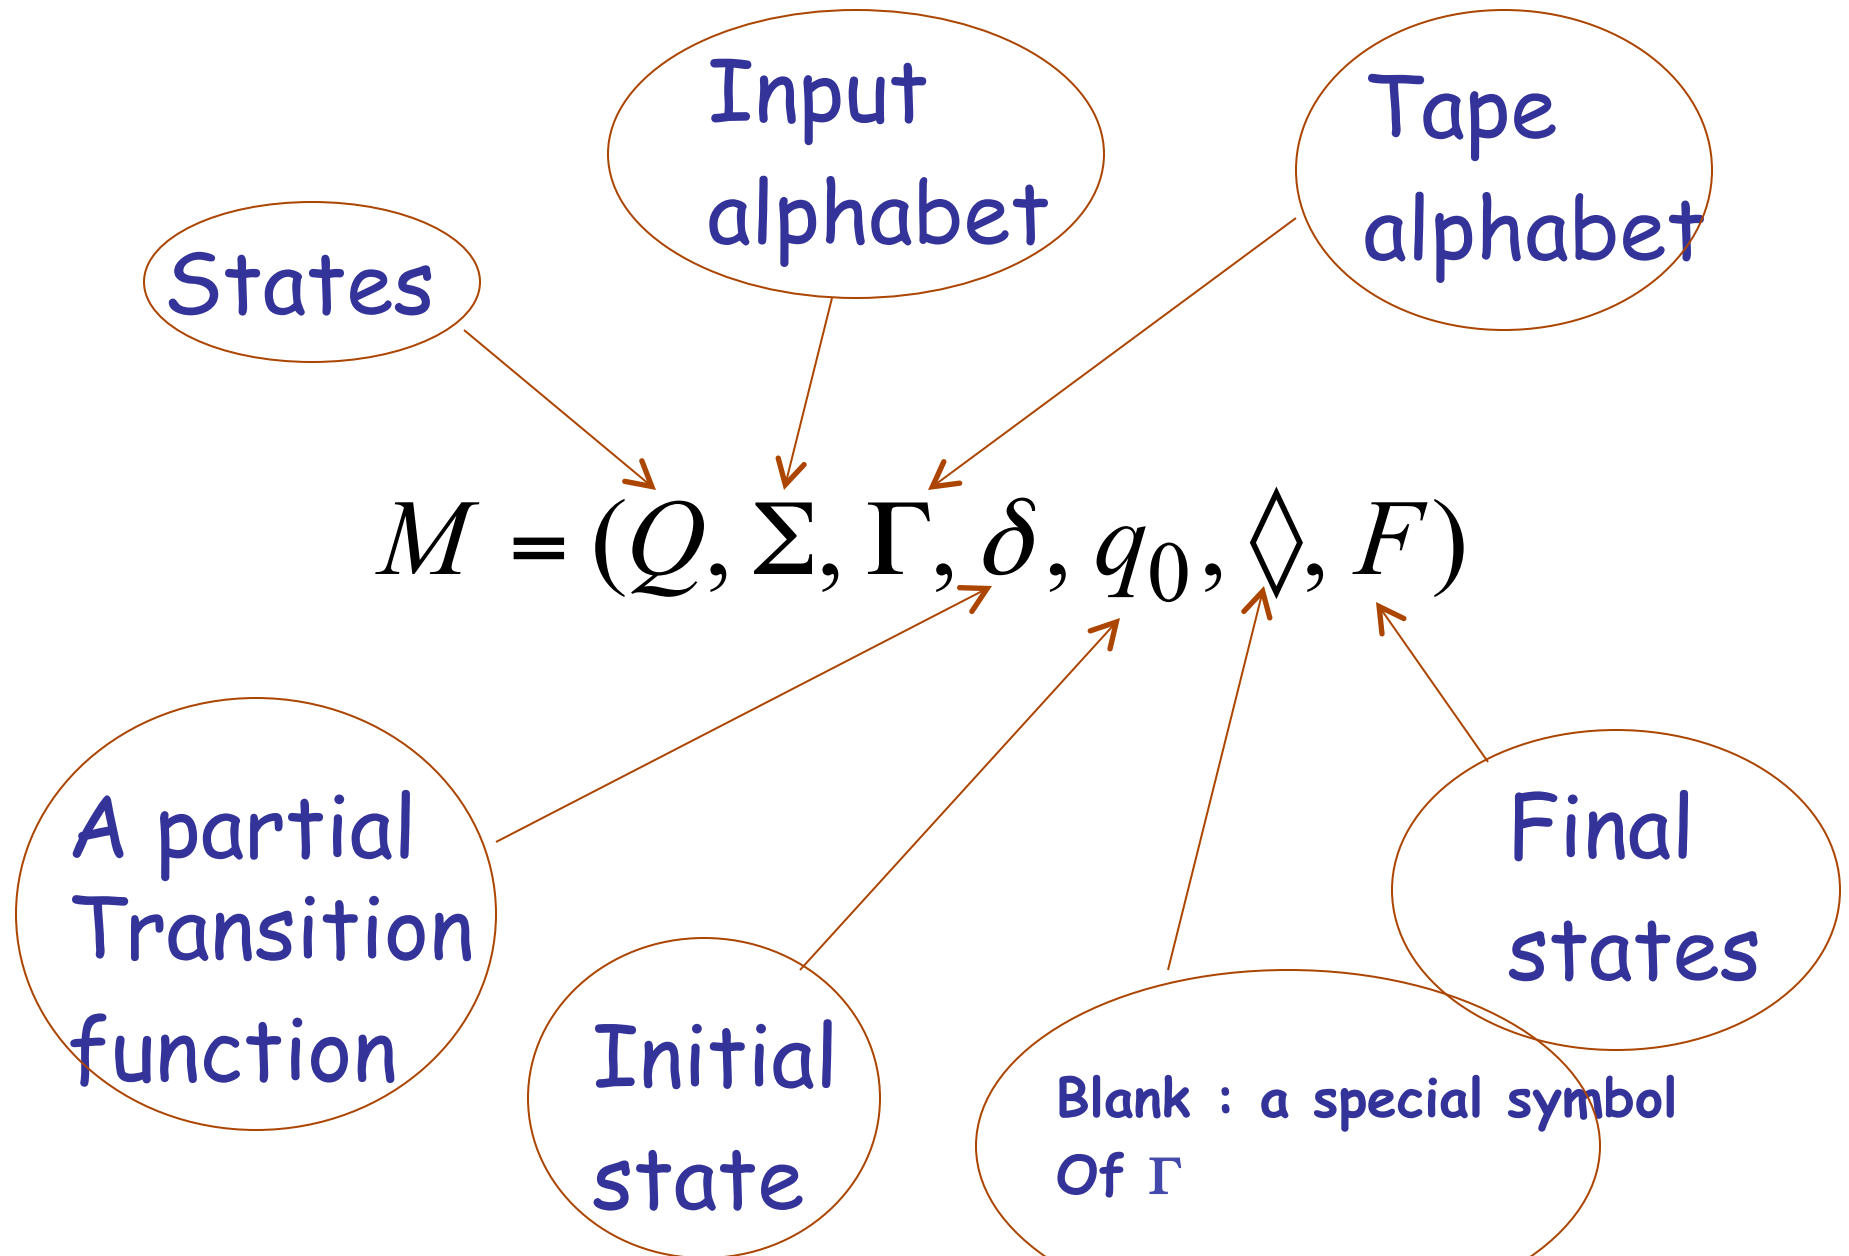 Input
alphabet
Tape
alphabet
States
M = (Q, Σ, Γ, δ, q₀, ◊, F)
A partial
Transition
function
Initial
state
Blank : a special symbol
Of Γ
Final
states